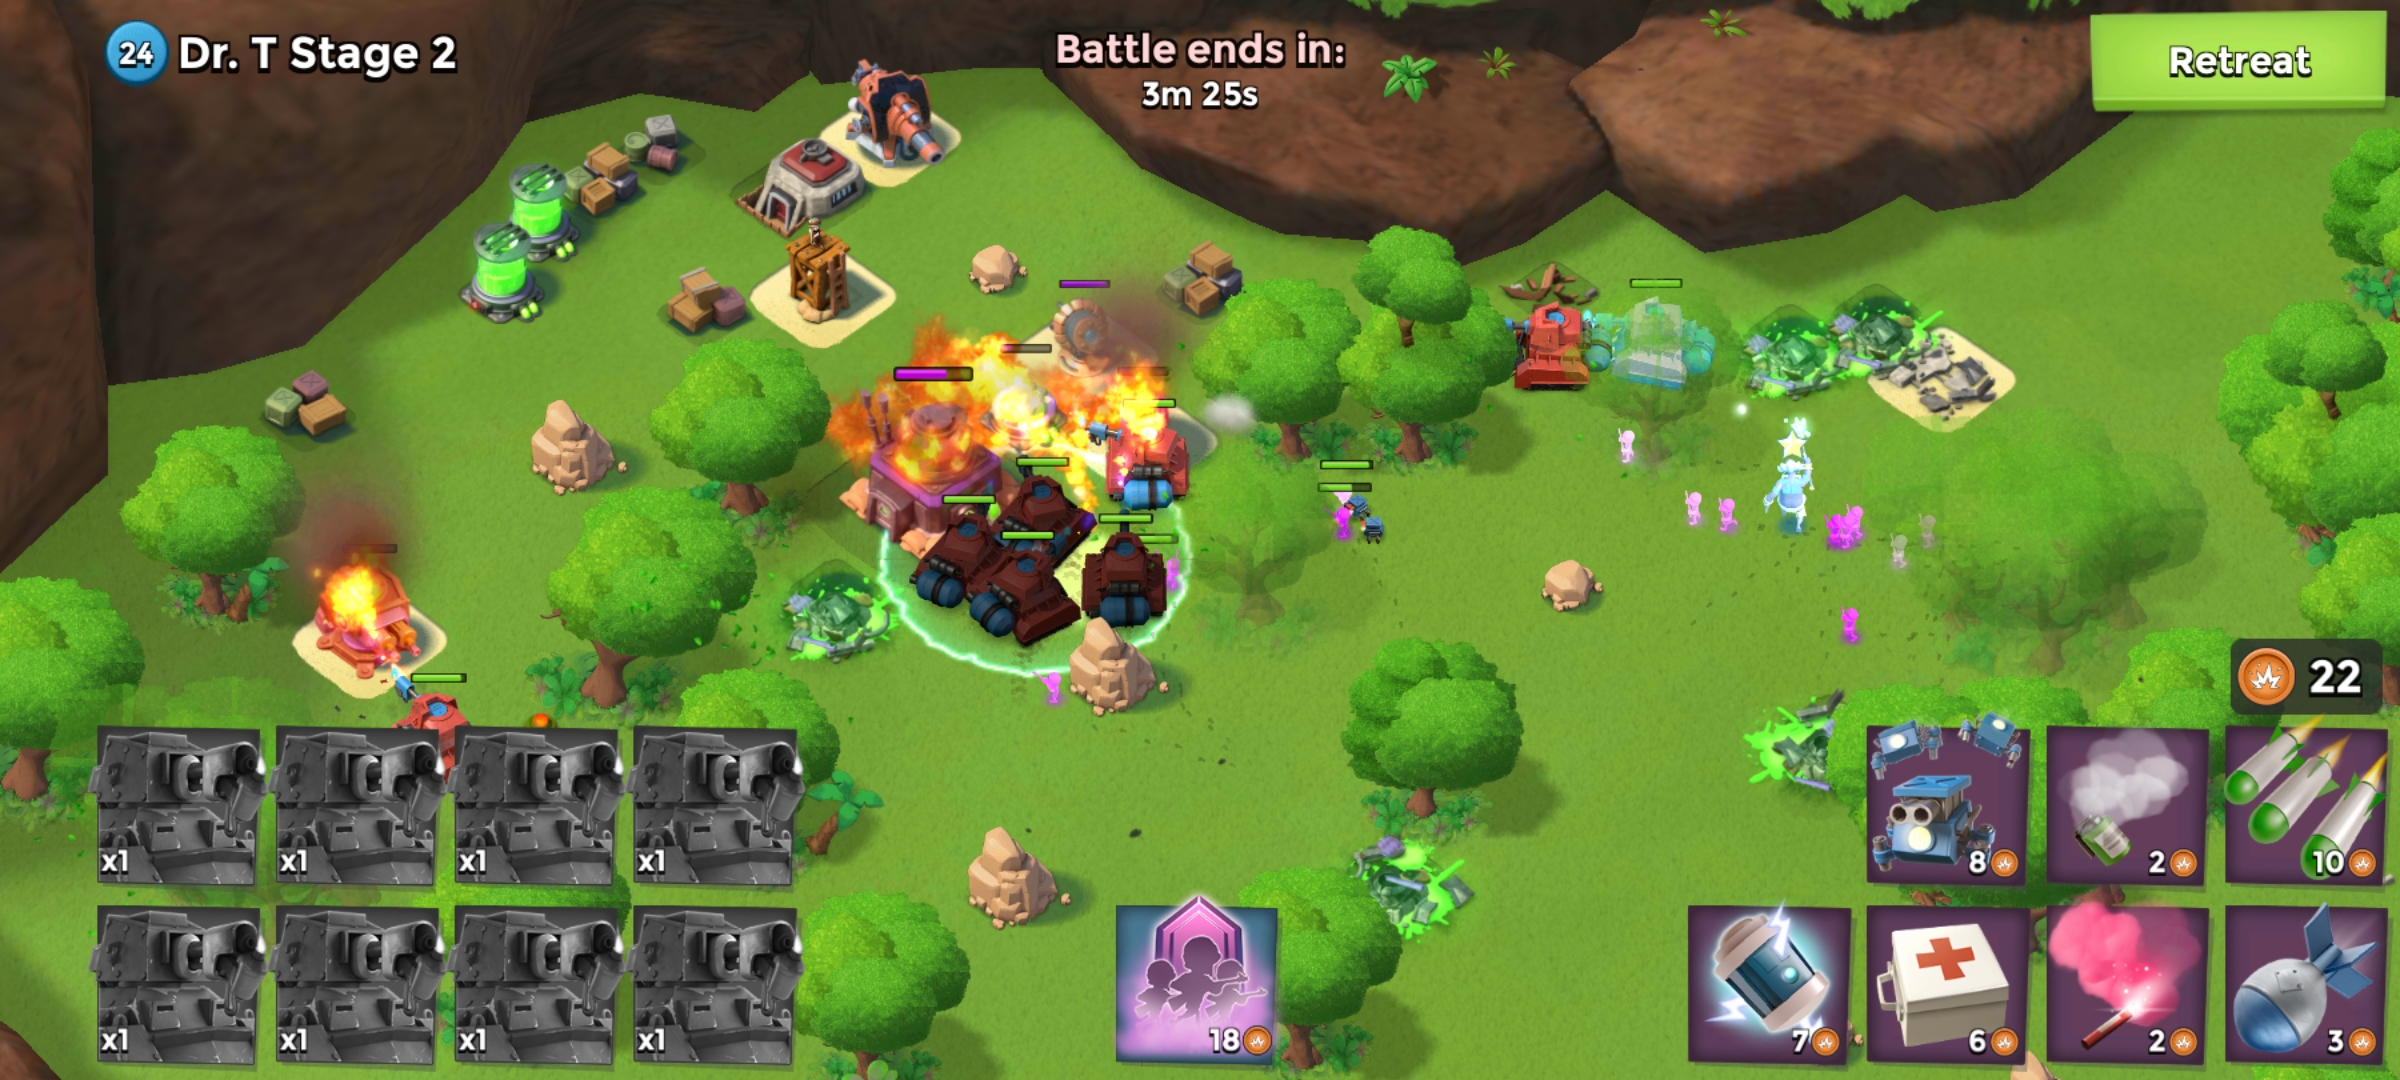 24 Dr. T Stage 2
Battle ends in:
3m 25s
Retreat
22
x1 x1 x1 x1
8 2 10
x1 x1 x1 x1
18
7 6 2 3